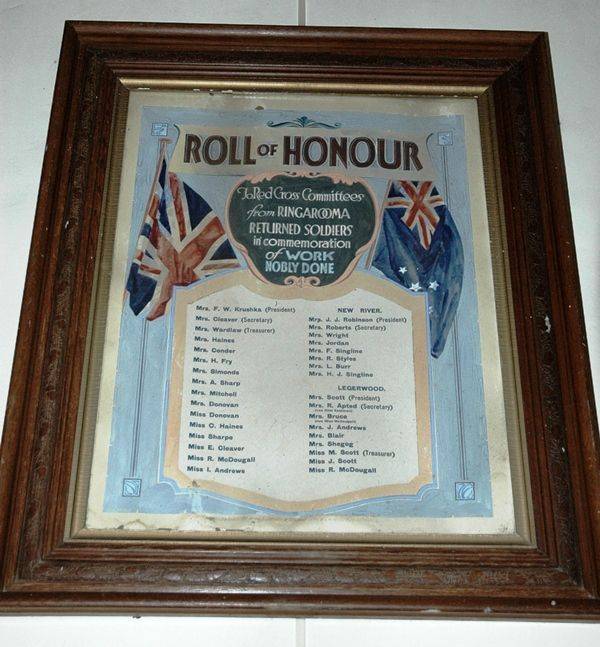 ROLL OF HONOUR
To Red Cross Committees
from RINGAROOMA
RETURNED SOLDIERS
in commemoration
of WORK
NOBLY DONE
Mrs. F. W. Krushka (President)
Mrs. Cleaver (Secretary)
Mrs. Wardlaw (Treasurer)
Mrs. Haines
Mrs. Conder
Mrs. H. Fry
Mrs. Simonds
Mrs. A. Sharp
Mrs. Mitchell
Mrs. Donovan
Miss Donovan
Miss O. Haines
Miss Sharpe
Miss E. Cleaver
Miss R. McDougall
Miss I. Andrews
NEW RIVER.
Mrs. J. J. Robinson (President)
Mrs. Roberts (Secretary)
Mrs. Wright
Mrs. Jordan
Mrs. F. Singline
Mrs. R. Styles
Mrs. L. Burr
Mrs. H. J. Singline
LEGERWOOD.
Mrs. Scott (President)
Mrs. R. Apted (Secretary)
Mrs. Bruce
Mrs. J. Andrews
Mrs. Blair
Mrs. Shegog
Miss M. Scott (Treasurer)
Miss J. Scott
Miss R. McDougall